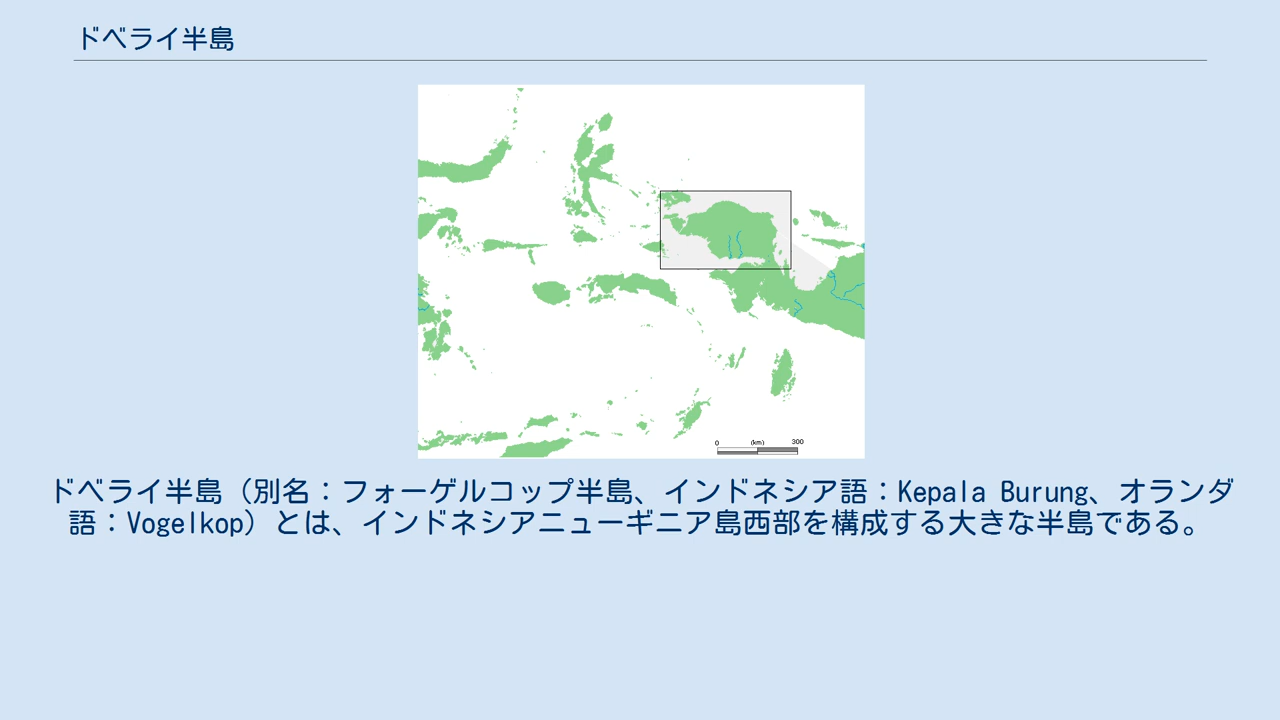 ドベライ半島
0 (km) 300
ドベライ半島（別名：フォーゲルコップ半島、インドネシア語：Kepala Burung、オランダ
語：Vogelkop）とは、インドネシアニューギニア島西部を構成する大きな半島である。